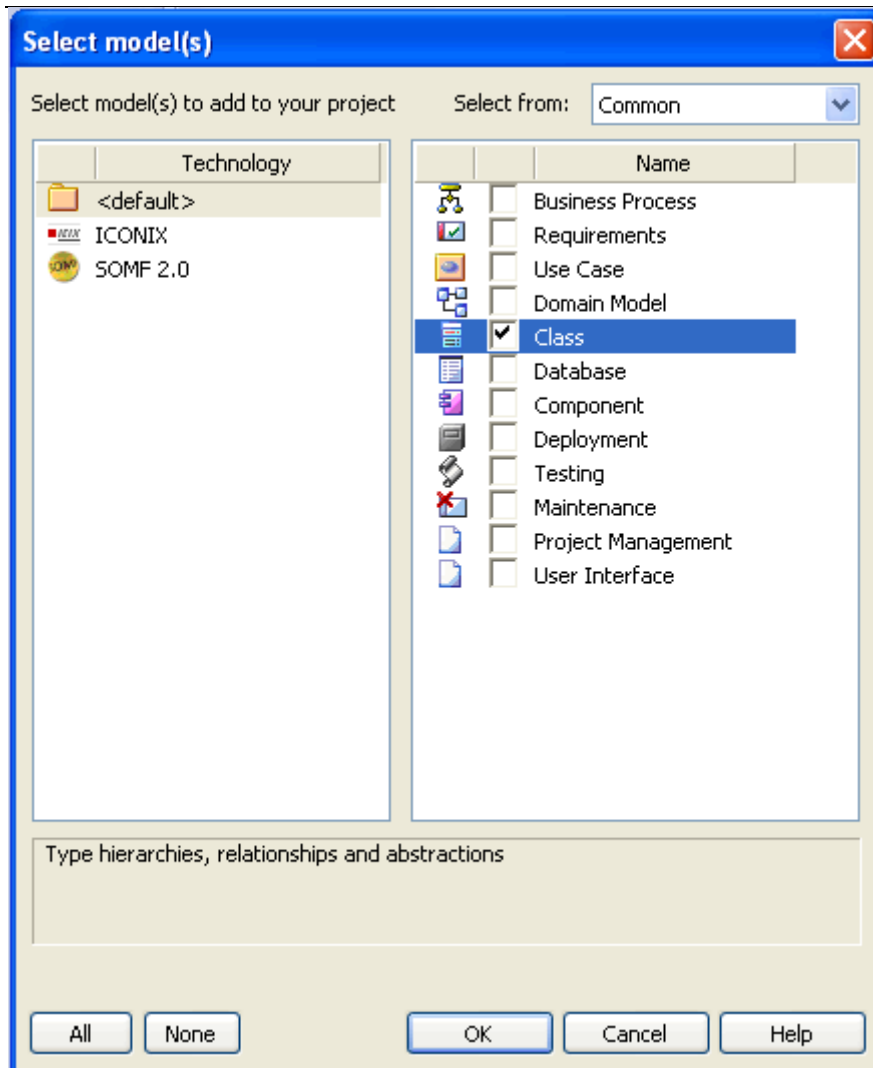 Select model(s)
Select model(s) to add to your project
Select from:
Common
Technology
<default>
ICONIX
SOMF 2.0
Name
Business Process
Requirements
Use Case
Domain Model
Class
Database
Component
Deployment
Testing
Maintenance
Project Management
User Interface
Type hierarchies, relationships and abstractions
All
None
OK
Cancel
Help